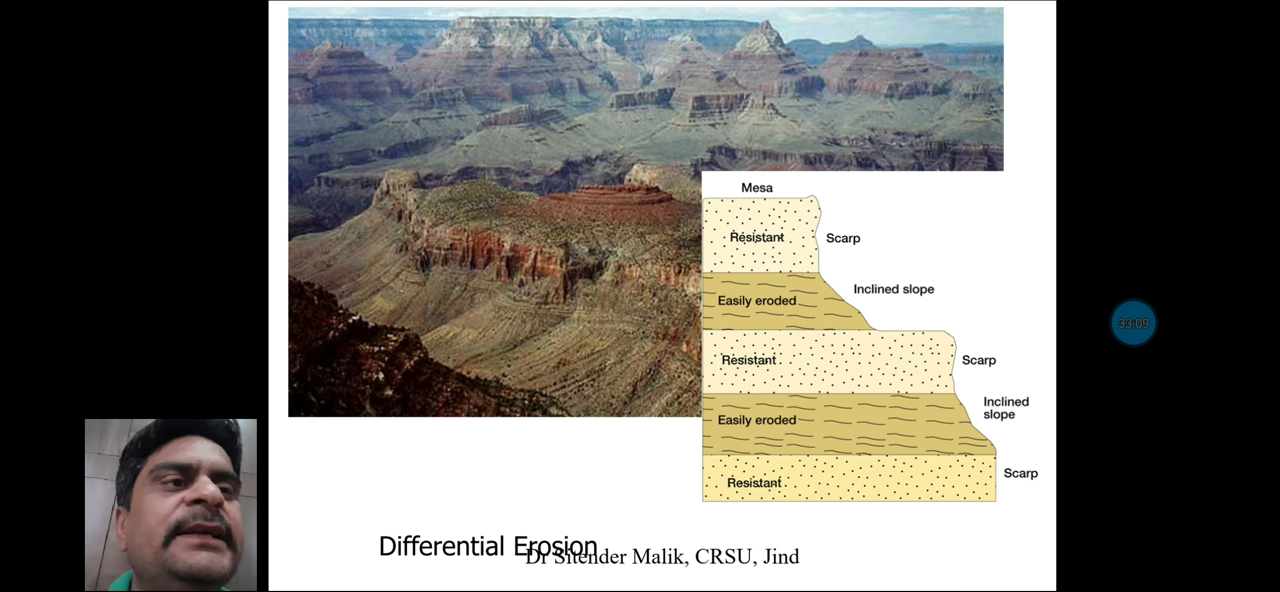 Mesa
Resistant
Scarp
Inclined slope
Easily eroded
Resistant
Scarp
Inclined
slope
Easily eroded
Scarp
Resistant
Differential Erosion
Dr Sitender Malik, CRSU, Jind
33:09